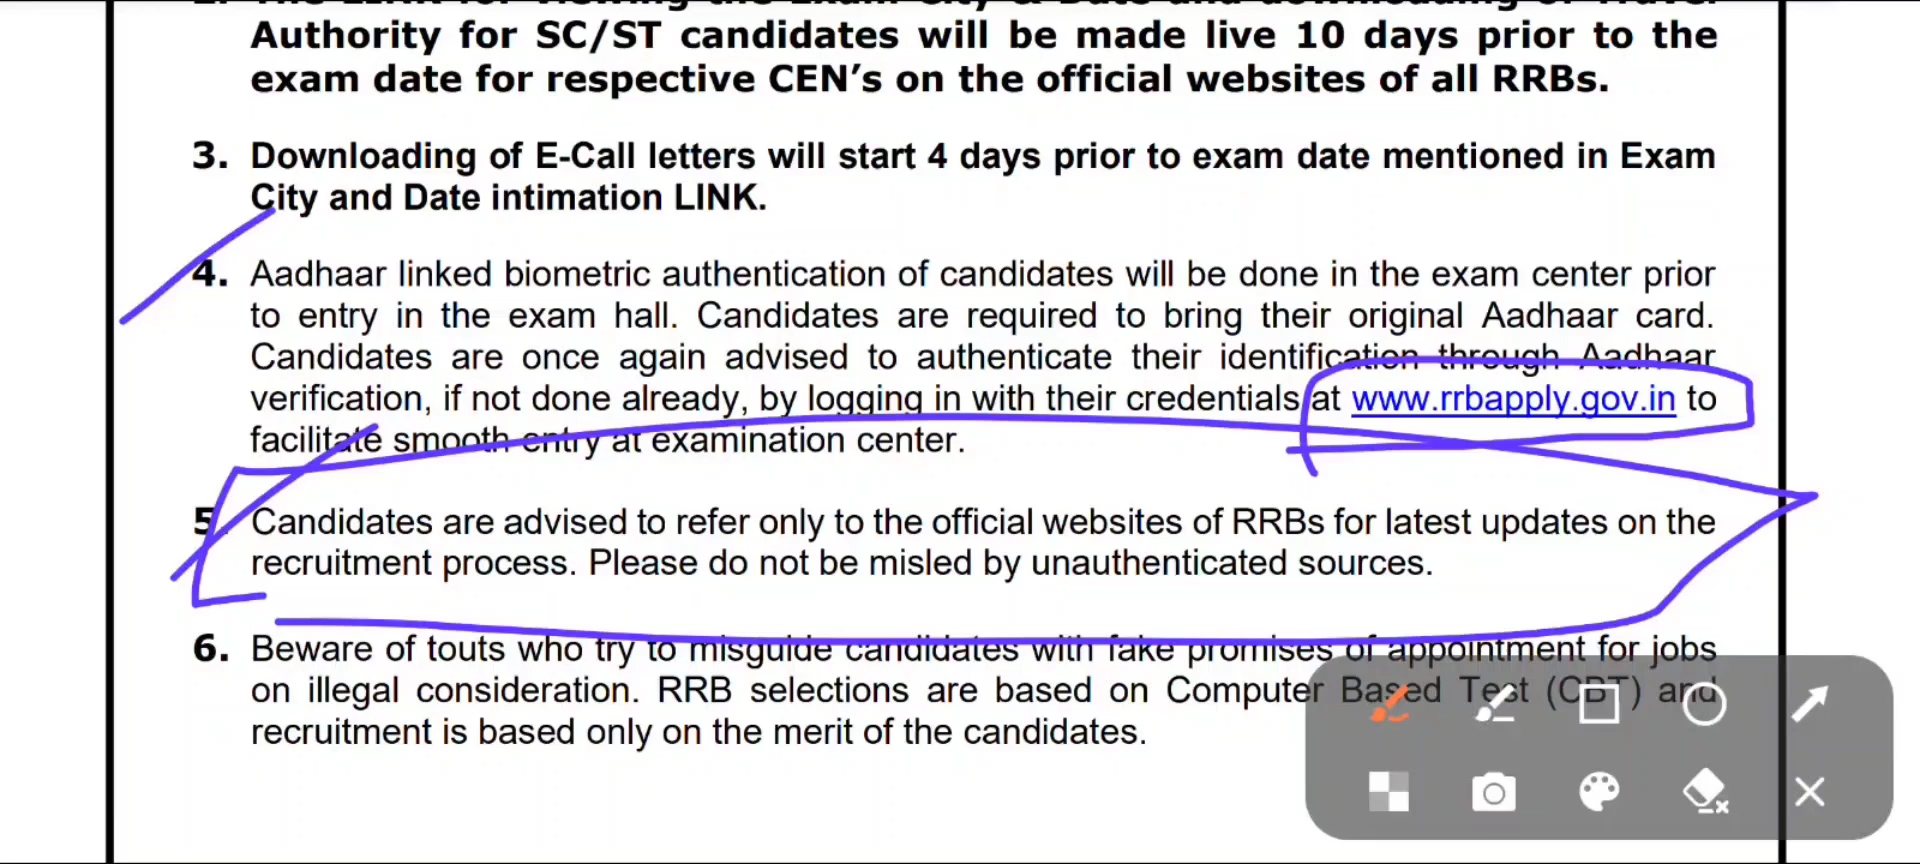 Authority for SC/ST candidates will be made live 10 days prior to the
exam date for respective CEN's on the official websites of all RRBs.
3. Downloading of E-Call letters will start 4 days prior to exam date mentioned in Exam
City and Date intimation LINK.
4. Aadhaar linked biometric authentication of candidates will be done in the exam center prior
to entry in the exam hall. Candidates are required to bring their original Aadhaar card.
Candidates are once again advised to authenticate their identification through Aadhaar
verification, if not done already, by logging in with their credentials at www.rrbapply.gov.in to
facilitate smooth entry at examination center.
5. Candidates are advised to refer only to the official websites of RRBs for latest updates on the
recruitment process. Please do not be misled by unauthenticated sources.
6. Beware of touts who try to misguide candidates with fake promises of appointment for jobs
on illegal consideration. RRB selections are based on Computer Based Test (CBT) and
recruitment is based only on the merit of the candidates.